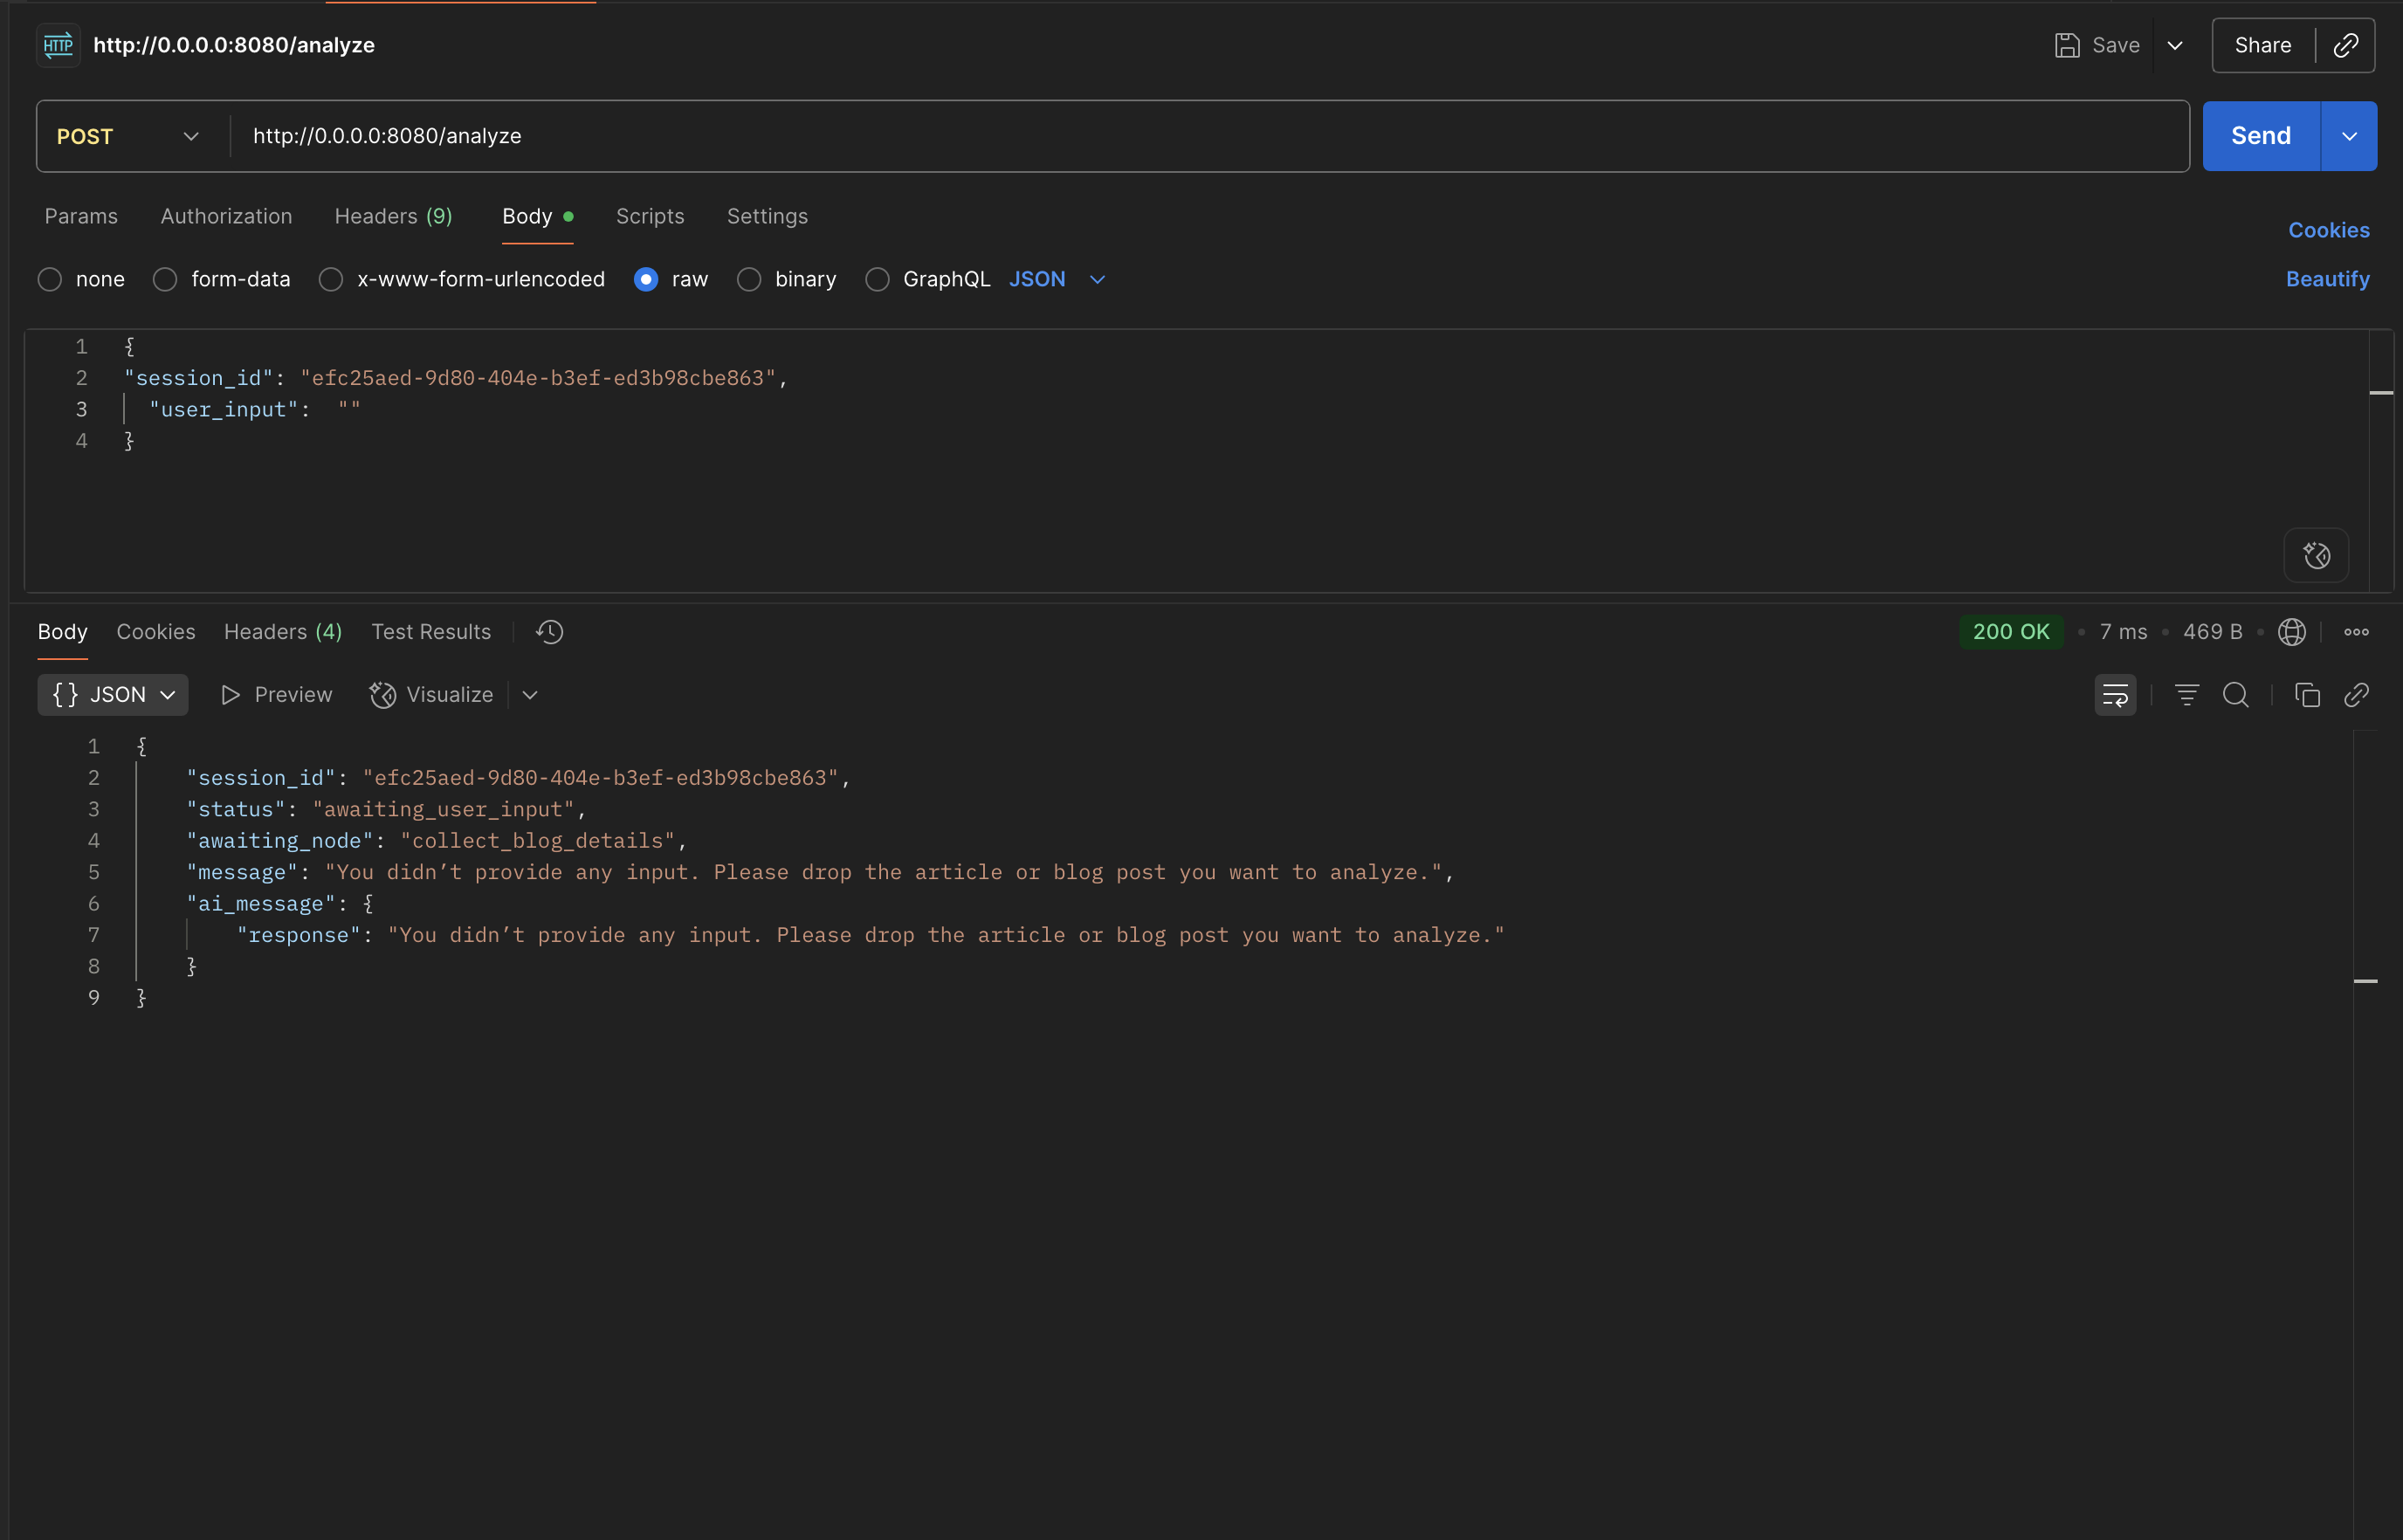 HTTP http://0.0.0.0:8080/analyze Save Share
POST http://0.0.0.0:8080/analyze Send
Params Authorization Headers (9) Body Scripts Settings Cookies
none form-data x-www-form-urlencoded raw binary GraphQL JSON Beautify
1 {
2 "session_id": "efc25aed-9d80-404e-b3ef-ed3b98cbe863",
3 "user_input": ""
4 }
Body Cookies Headers (4) Test Results 200 OK • 7 ms • 469 B •
{} JSON Preview Visualize
1 {
2 "session_id": "efc25aed-9d80-404e-b3ef-ed3b98cbe863",
3 "status": "awaiting_user_input",
4 "awaiting_node": "collect_blog_details",
5 "message": "You didn’t provide any input. Please drop the article or blog post you want to analyze.",
6 "ai_message": {
7 "response": "You didn’t provide any input. Please drop the article or blog post you want to analyze."
8 }
9 }